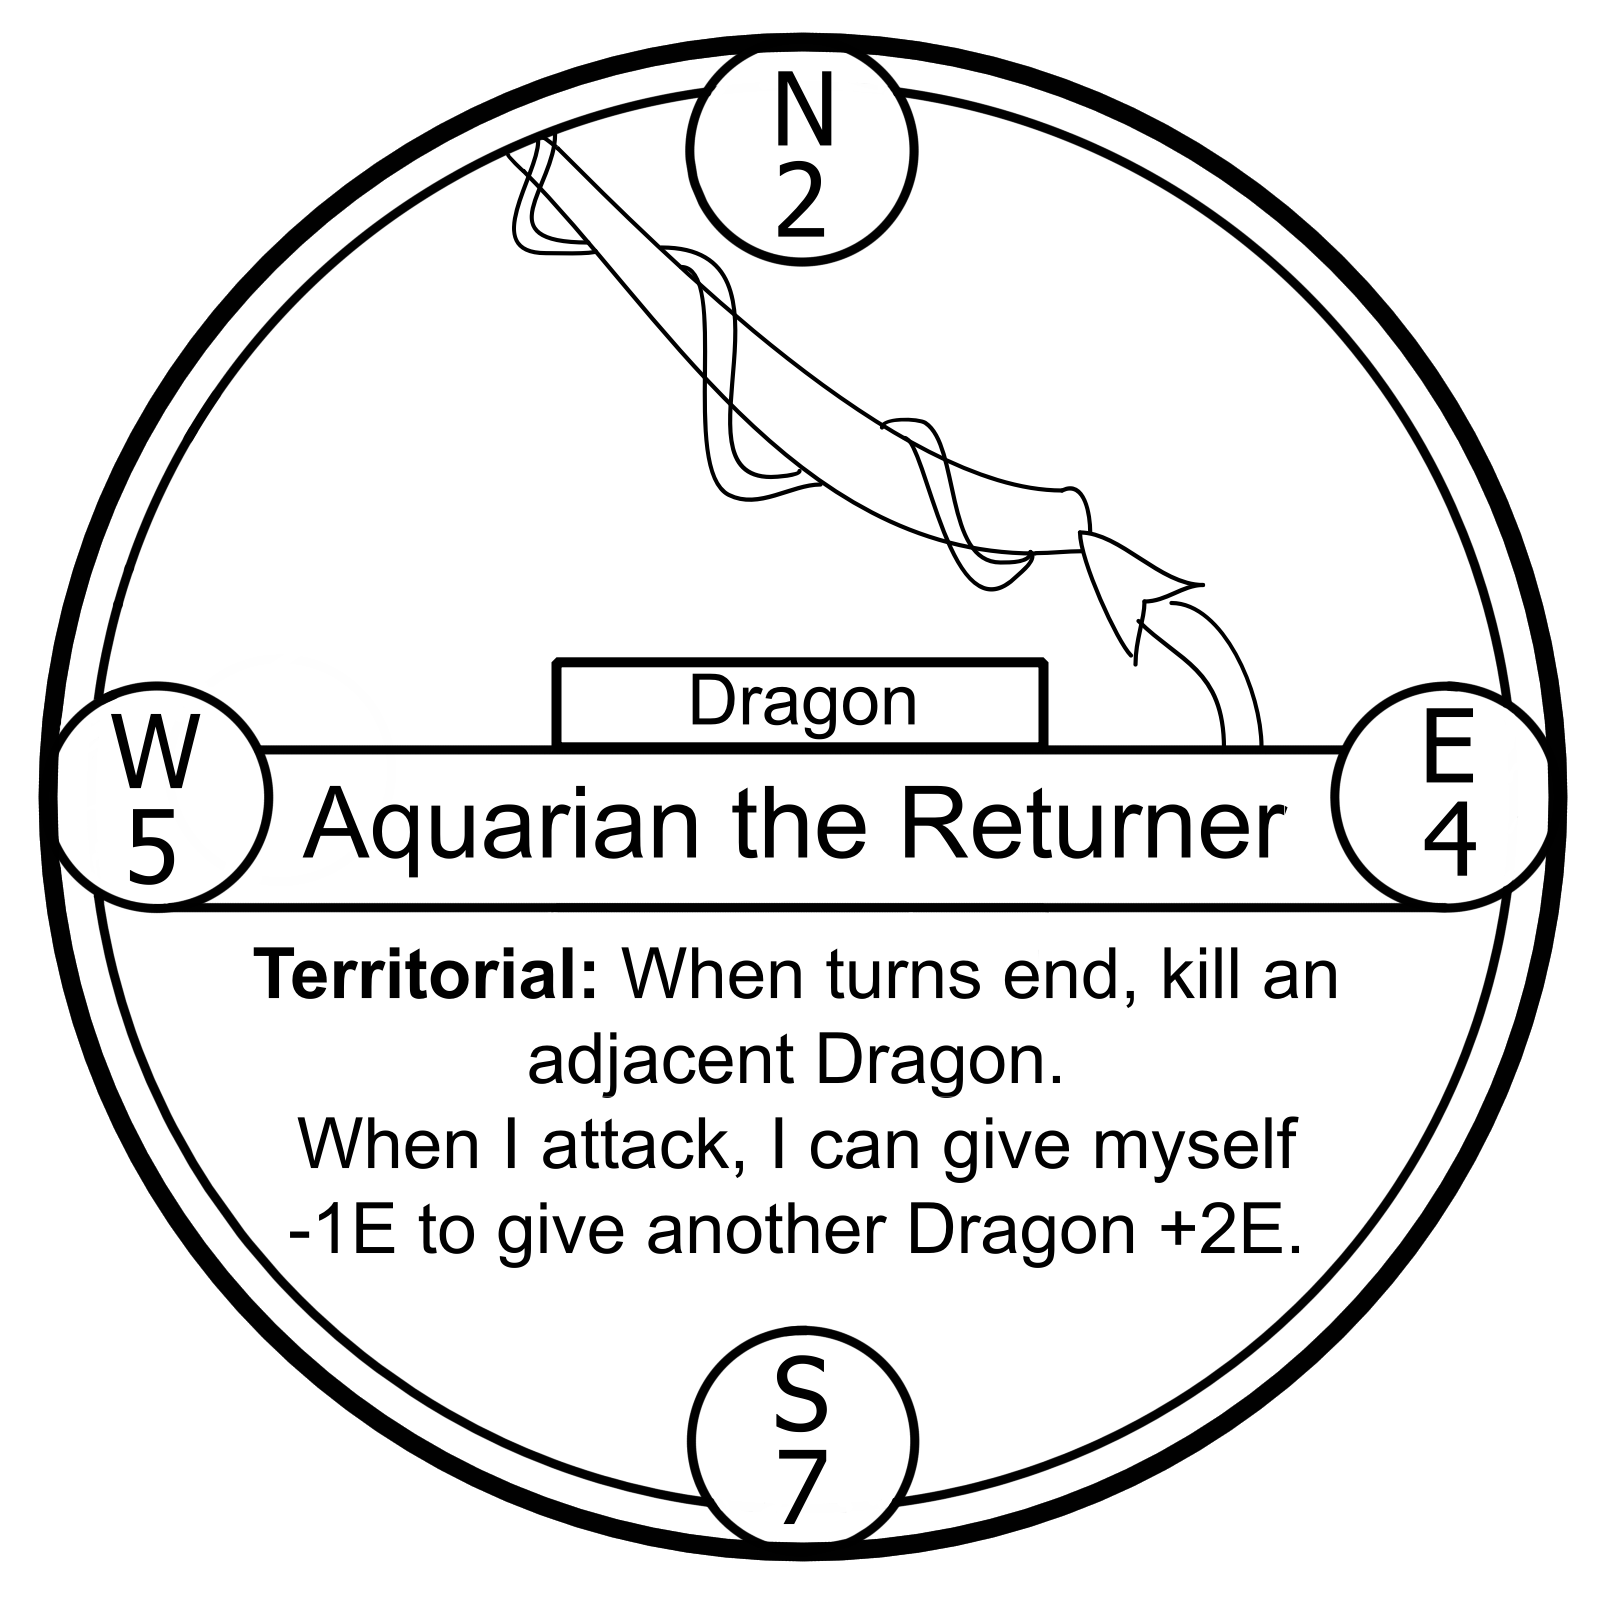 N
2
Dragon
W
5
Aquarian the Returner
E
4
Territorial: When turns end, kill an
adjacent Dragon.
When I attack, I can give myself
-1E to give another Dragon +2E.
S
7